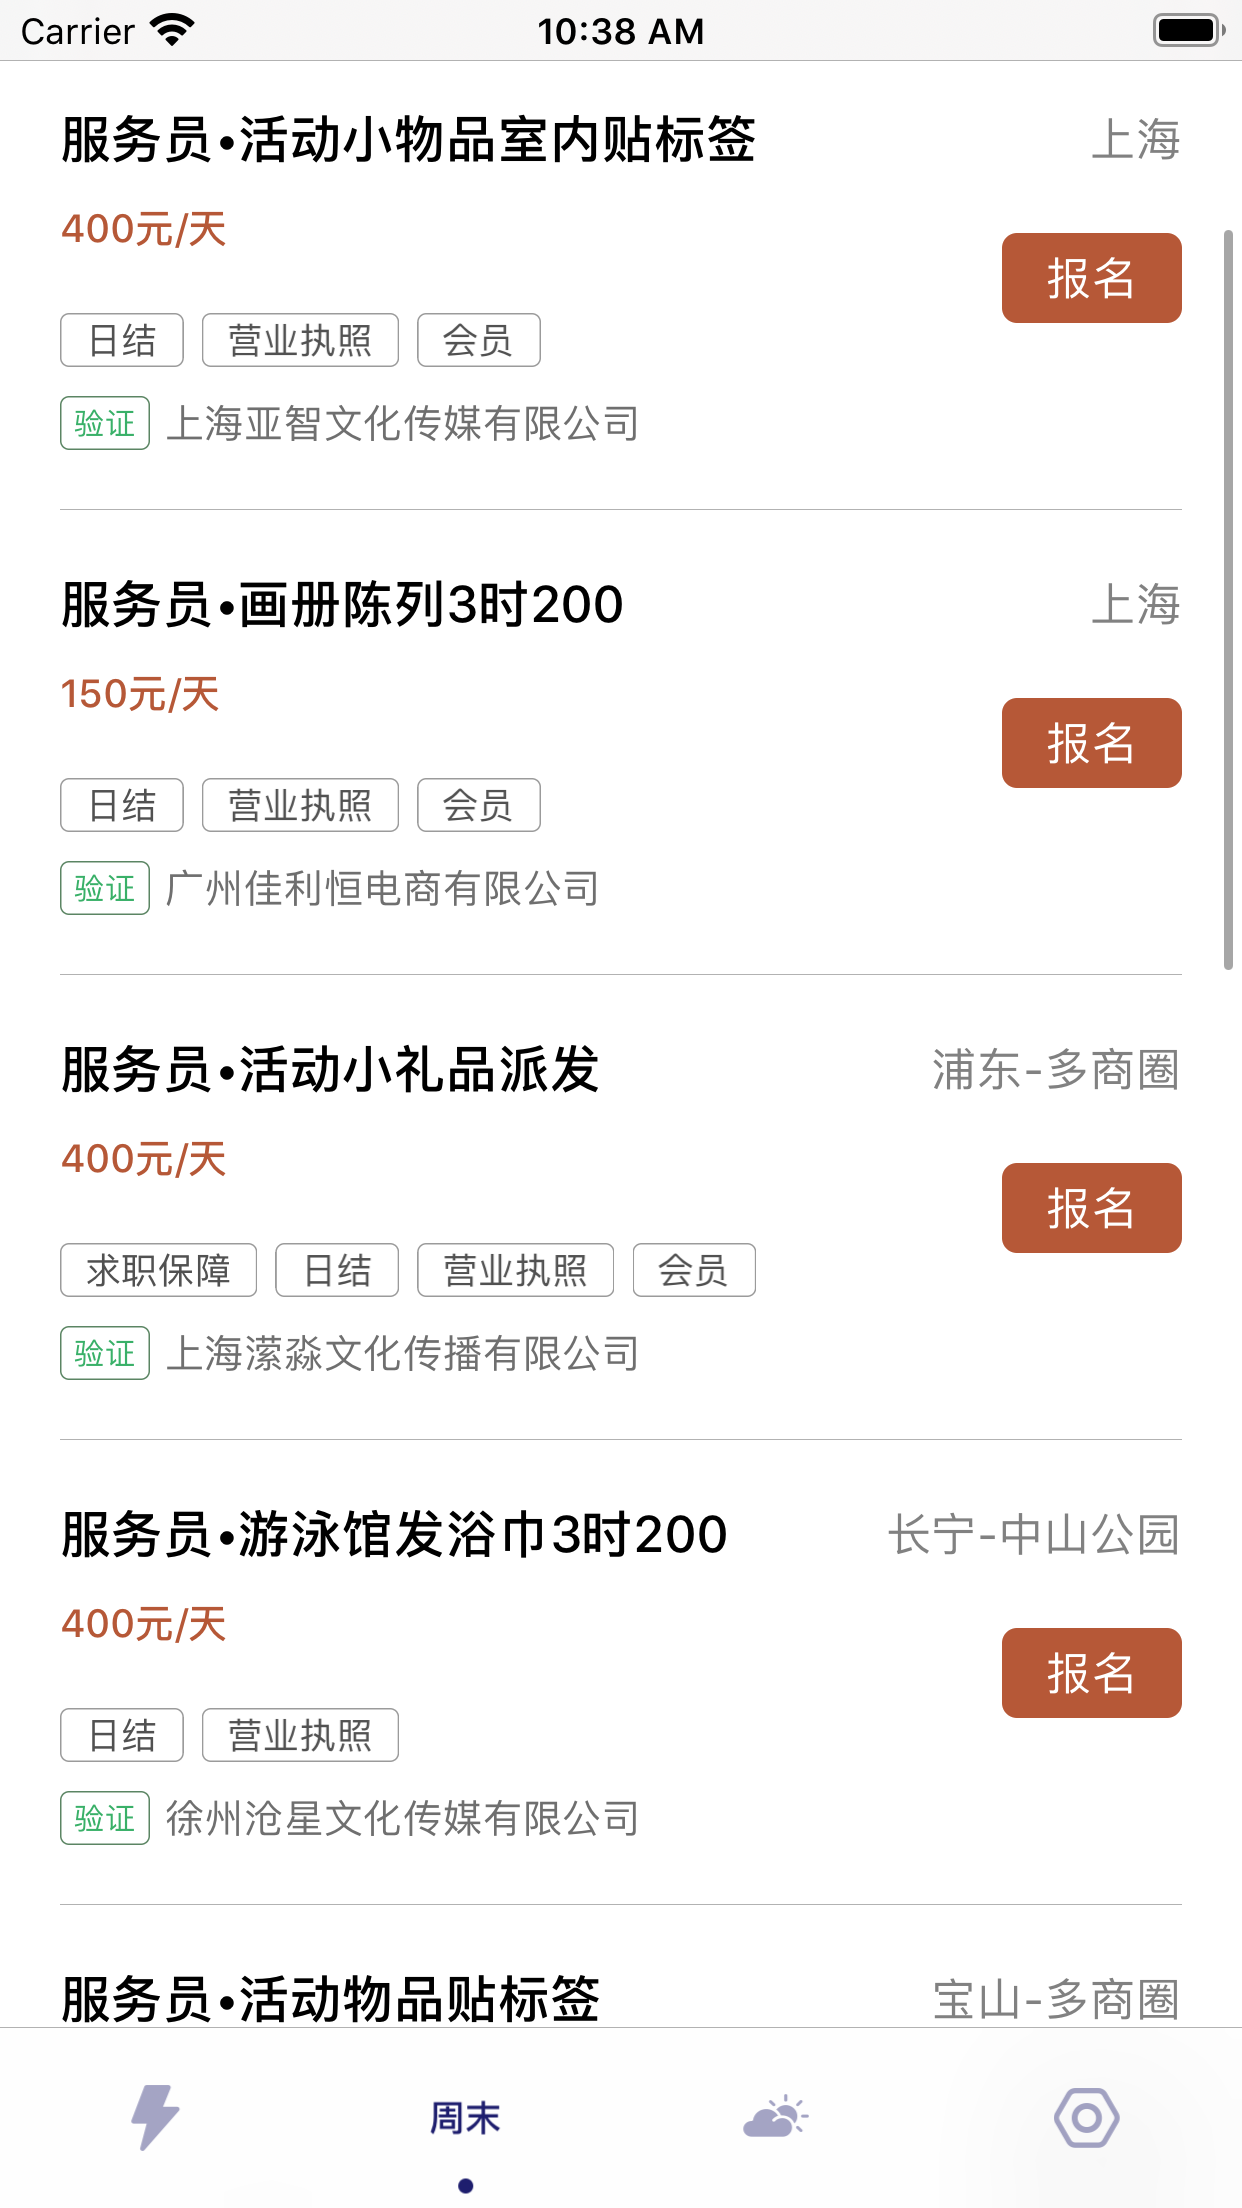 Carrier 10:38 AM
服务员•活动小物品室内贴标签 上海
400元/天
报名
日结 营业执照 会员
验证 上海亚智文化传媒有限公司
服务员•画册陈列3时200 上海
150元/天
报名
日结 营业执照 会员
验证 广州佳利恒电商有限公司
服务员•活动小礼品派发 浦东-多商圈
400元/天
报名
求职保障 日结 营业执照 会员
验证 上海潆淼文化传播有限公司
服务员•游泳馆发浴巾3时200 长宁-中山公园
400元/天
报名
日结 营业执照
验证 徐州沧星文化传媒有限公司
服务员•活动物品贴标签 宝山-多商圈
周末